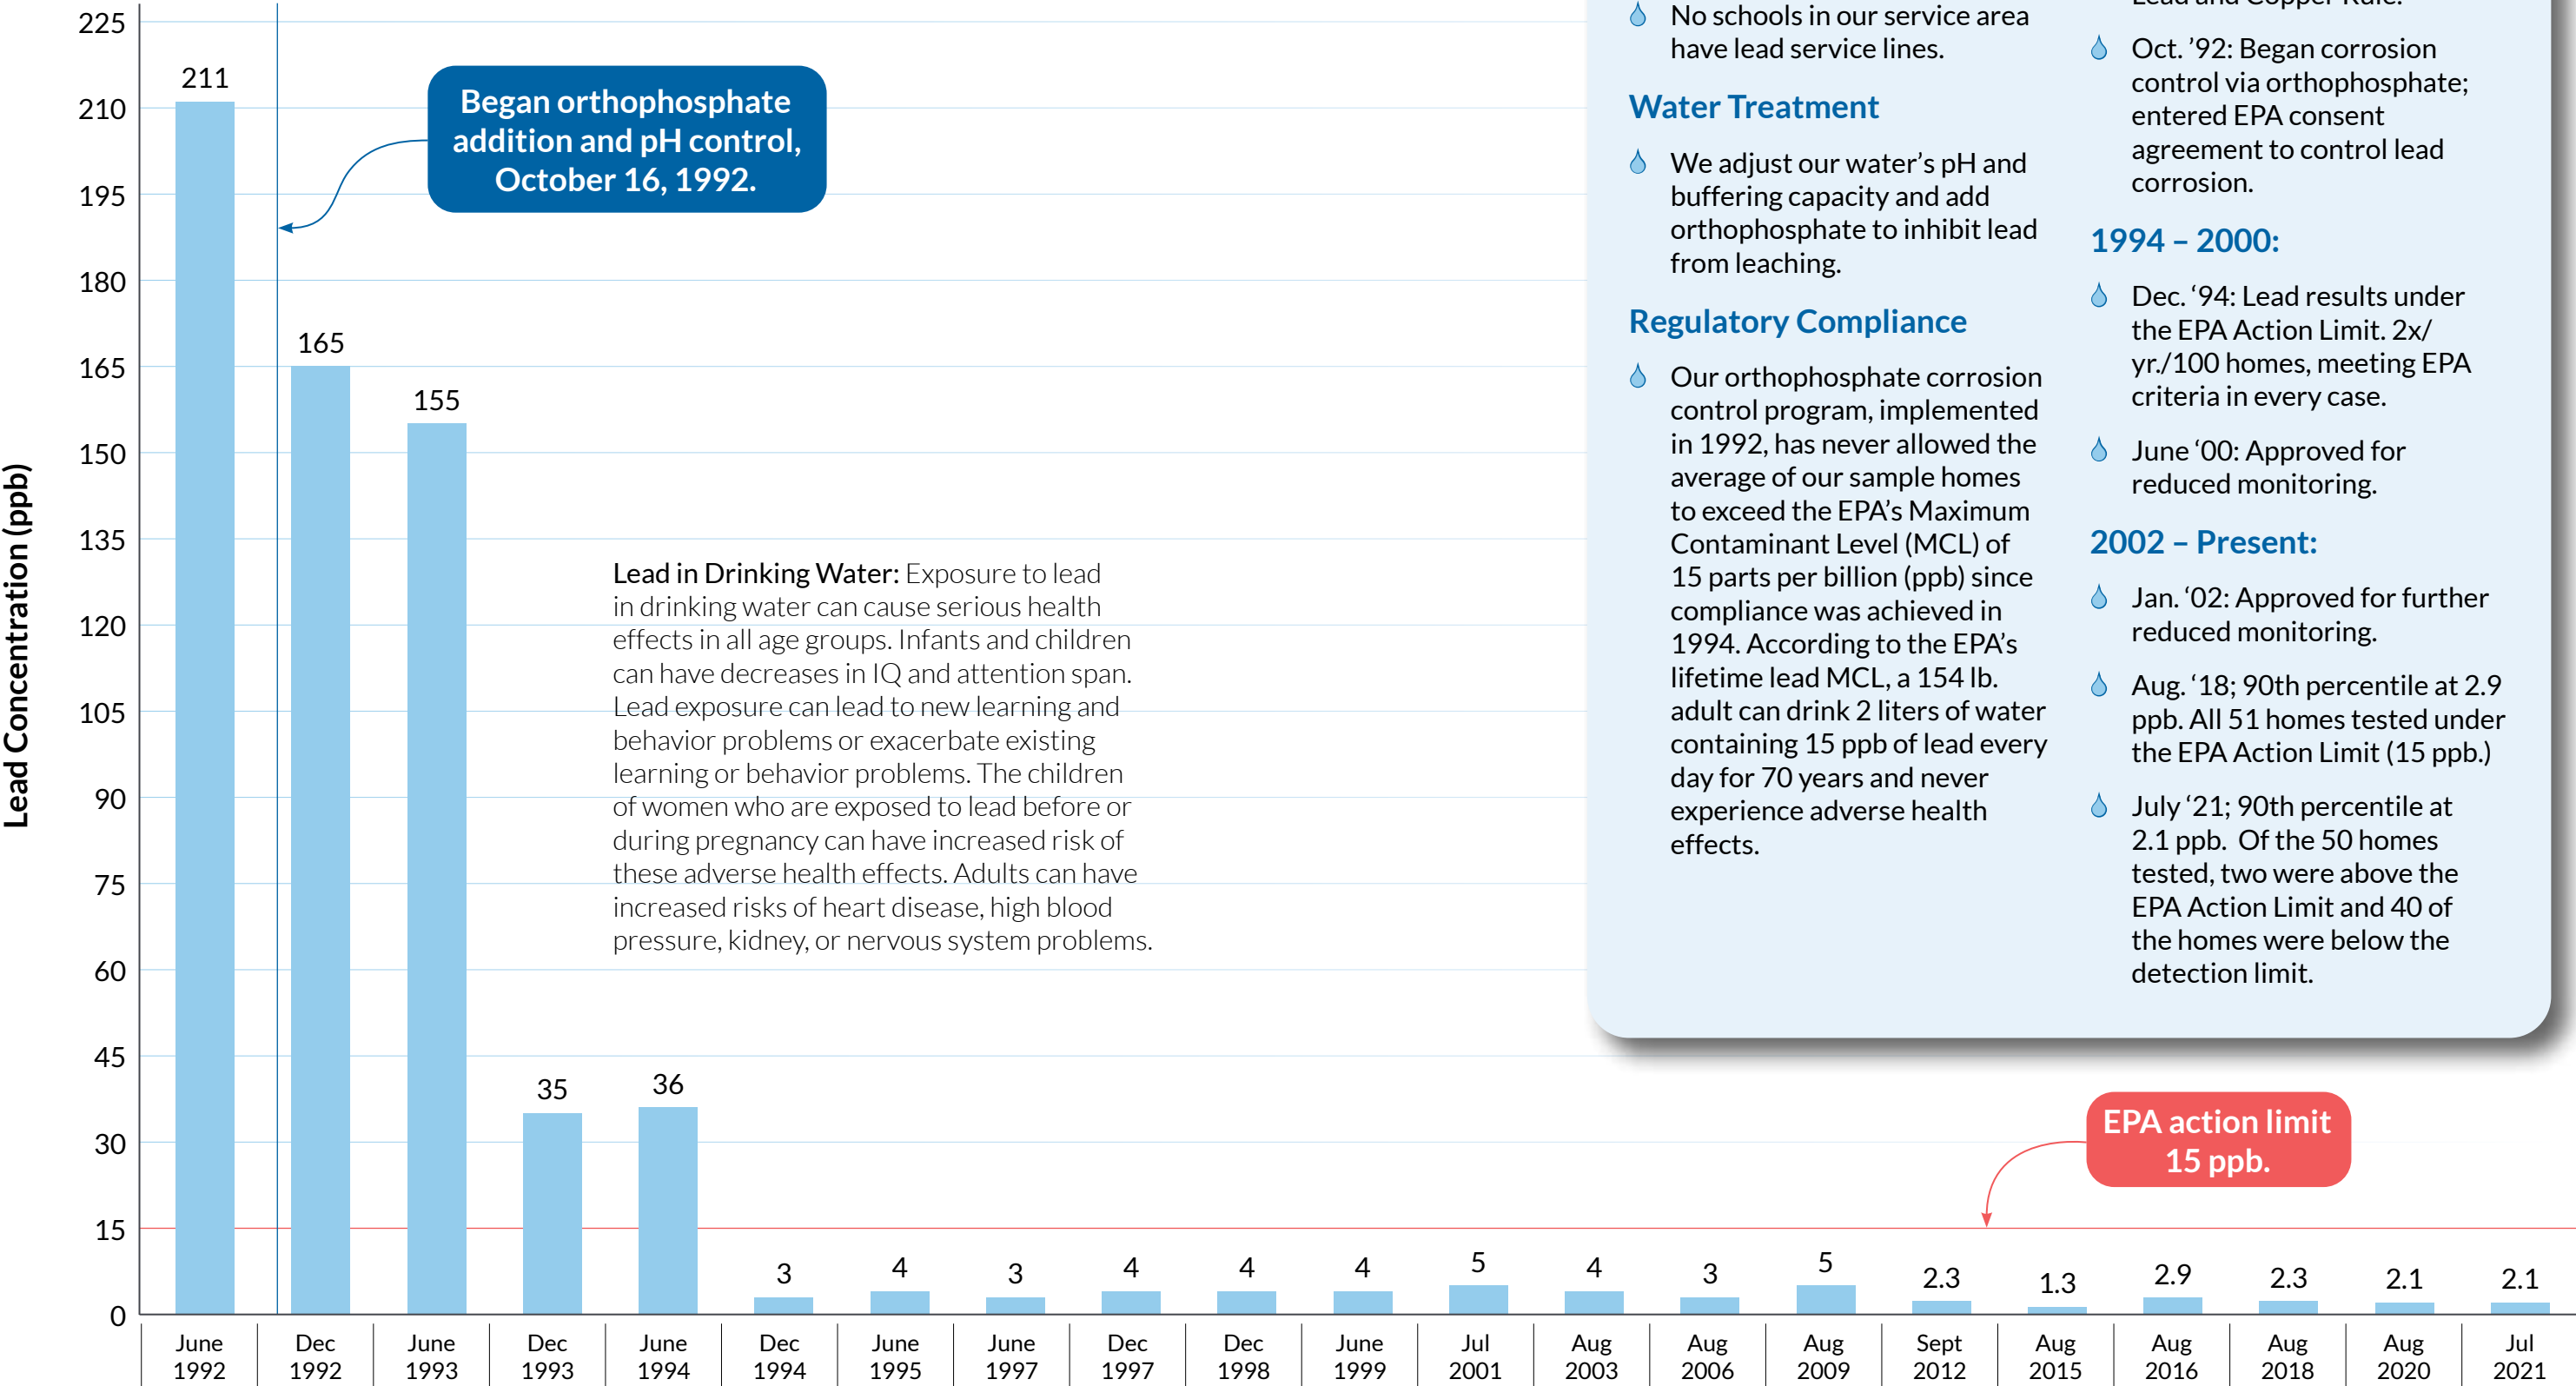 225
210
195
180
165
150
135
120
105
90
75
60
45
30
15
0
Lead Concentration (ppb)
211
165
155
35
36
3
4
3
4
4
4
5
4
3
5
2.3
1.3
2.9
2.3
2.1
2.1
Began orthophosphate
addition and pH control,
October 16, 1992.
Lead in Drinking Water: Exposure to lead
in drinking water can cause serious health
effects in all age groups. Infants and children
can have decreases in IQ and attention span.
Lead exposure can lead to new learning and
behavior problems or exacerbate existing
learning or behavior problems. The children
of women who are exposed to lead before or
during pregnancy can have increased risk of
these adverse health effects. Adults can have
increased risks of heart disease, high blood
pressure, kidney, or nervous system problems.
No schools in our service area
have lead service lines.
Water Treatment
We adjust our water’s pH and
buffering capacity and add
orthophosphate to inhibit lead
from leaching.
Regulatory Compliance
Our orthophosphate corrosion
control program, implemented
in 1992, has never allowed the
average of our sample homes
to exceed the EPA’s Maximum
Contaminant Level (MCL) of
15 parts per billion (ppb) since
compliance was achieved in
1994. According to the EPA’s
lifetime lead MCL, a 154 lb.
adult can drink 2 liters of water
containing 15 ppb of lead every
day for 70 years and never
experience adverse health
effects.
Lead and Copper Rule.
Oct. ’92: Began corrosion
control via orthophosphate;
entered EPA consent
agreement to control lead
corrosion.
1994 – 2000:
Dec. ‘94: Lead results under
the EPA Action Limit. 2x/
yr./100 homes, meeting EPA
criteria in every case.
June ‘00: Approved for
reduced monitoring.
2002 – Present:
Jan. ‘02: Approved for further
reduced monitoring.
Aug. ‘18; 90th percentile at 2.9
ppb. All 51 homes tested under
the EPA Action Limit (15 ppb.)
July ‘21; 90th percentile at
2.1 ppb.  Of the 50 homes
tested, two were above the
EPA Action Limit and 40 of
the homes were below the
detection limit.
EPA action limit
15 ppb.
June
1992
Dec
1992
June
1993
Dec
1993
June
1994
Dec
1994
June
1995
June
1997
Dec
1997
Dec
1998
June
1999
Jul
2001
Aug
2003
Aug
2006
Aug
2009
Sept
2012
Aug
2015
Aug
2016
Aug
2018
Aug
2020
Jul
2021